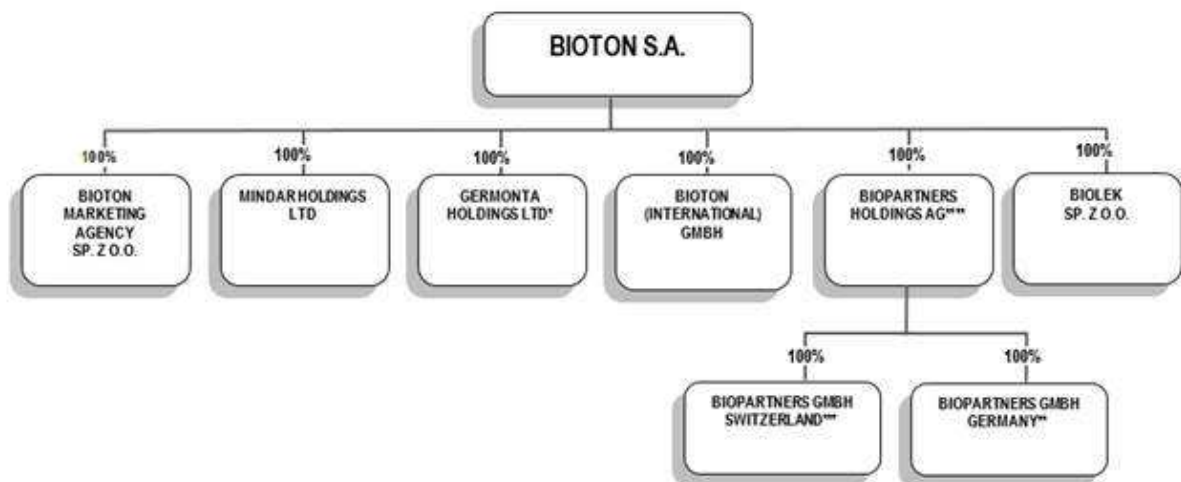 BIOTON S.A.
100%
100%
100%
100%
100%
100%
BIOTON
MARKETING
AGENCY
SP. Z O.O.
MINDAR HOLDINGS
LTD
GERMONTA
HOLDINGS LTD*
BIOTON
(INTERNATIONAL)
GMBH
BIOPARTNERS
HOLDINGS AG****
BIOLEK
SP. Z O.O.
100%
100%
BIOPARTNERS GMBH
SWITZERLAND***
BIOPARTNERS GMBH
GERMANY**